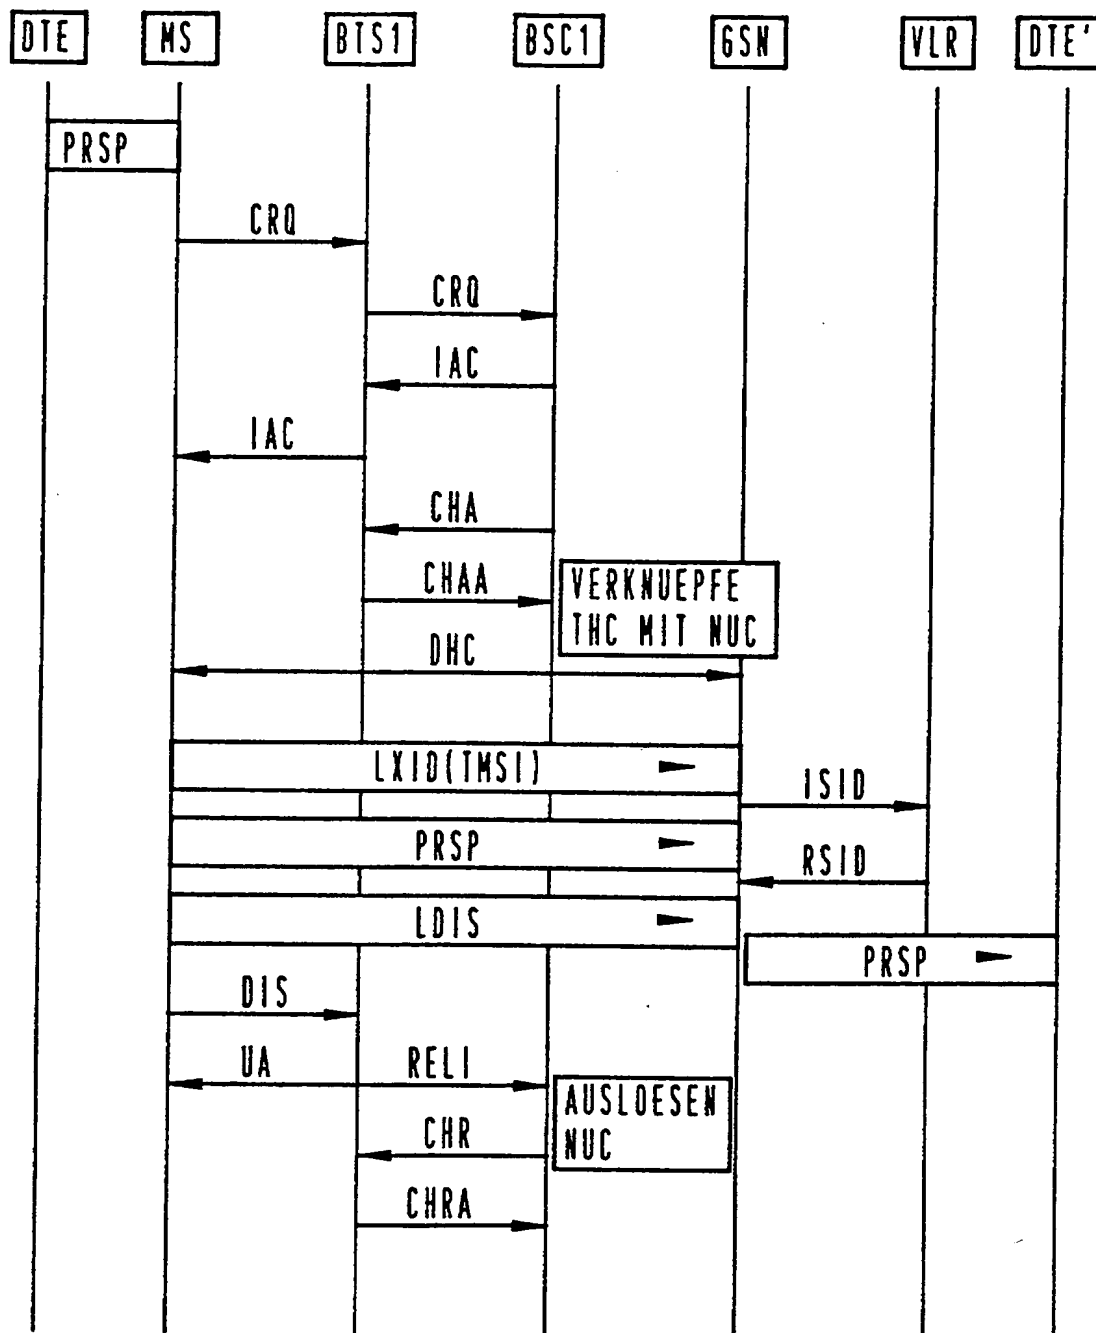 DTE MS BTS1 BSC1 GSN VLR DTE'
PRSP
CRQ
CRQ
IAC
IAC
CHA
CHAA
VERKNUEPFE
THC MIT NUC
DHC
LXID(TMSI)
ISID
PRSP
RSID
LDIS
PRSP
DIS
UA RELI
AUSLOESEN
NUC
CHR
CHRA